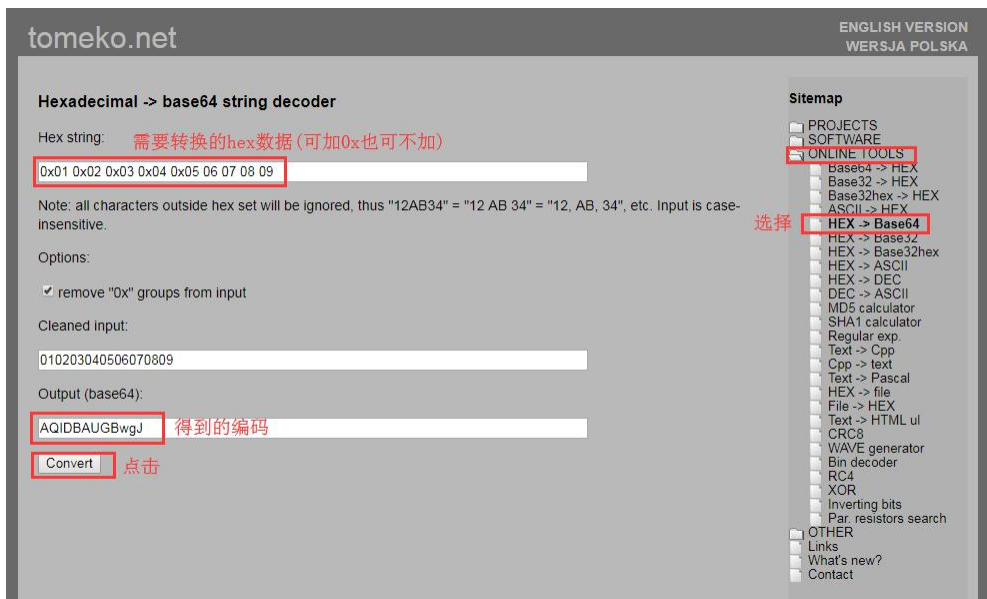 tomeko.net
ENGLISH VERSION
WERSJA POLSKA
Hexadecimal -> base64 string decoder
Hex string:
需要转换的hex数据(可加0x也可不加)
0x01 0x02 0x03 0x04 0x05 06 07 08 09
Note: all characters outside hex set will be ignored, thus "12AB34" = "12 AB 34" = "12, AB, 34", etc. Input is case-
insensitive.
Options:
remove "0x" groups from input
Cleaned input:
010203040506070809
Output (base64):
AQIDBAUGBwgJ
得到的编码
Convert
点击
Sitemap
PROJECTS
SOFTWARE
ONLINE TOOLS
Base64 -> HEX
Base32 -> HEX
Base32hex -> HEX
ASCII -> HEX
选择
HEX -> Base64
HEX -> Base32
HEX -> Base32hex
HEX -> ASCII
HEX -> DEC
DEC -> ASCII
MD5 calculator
SHA1 calculator
Regular exp.
Text -> Cpp
Cpp -> text
Text -> Pascal
HEX -> file
File -> HEX
Text -> HTML ul
CRC8
WAVE generator
Bin decoder
RC4
XOR
Inverting bits
Par. resistors search
OTHER
Links
What's new?
Contact